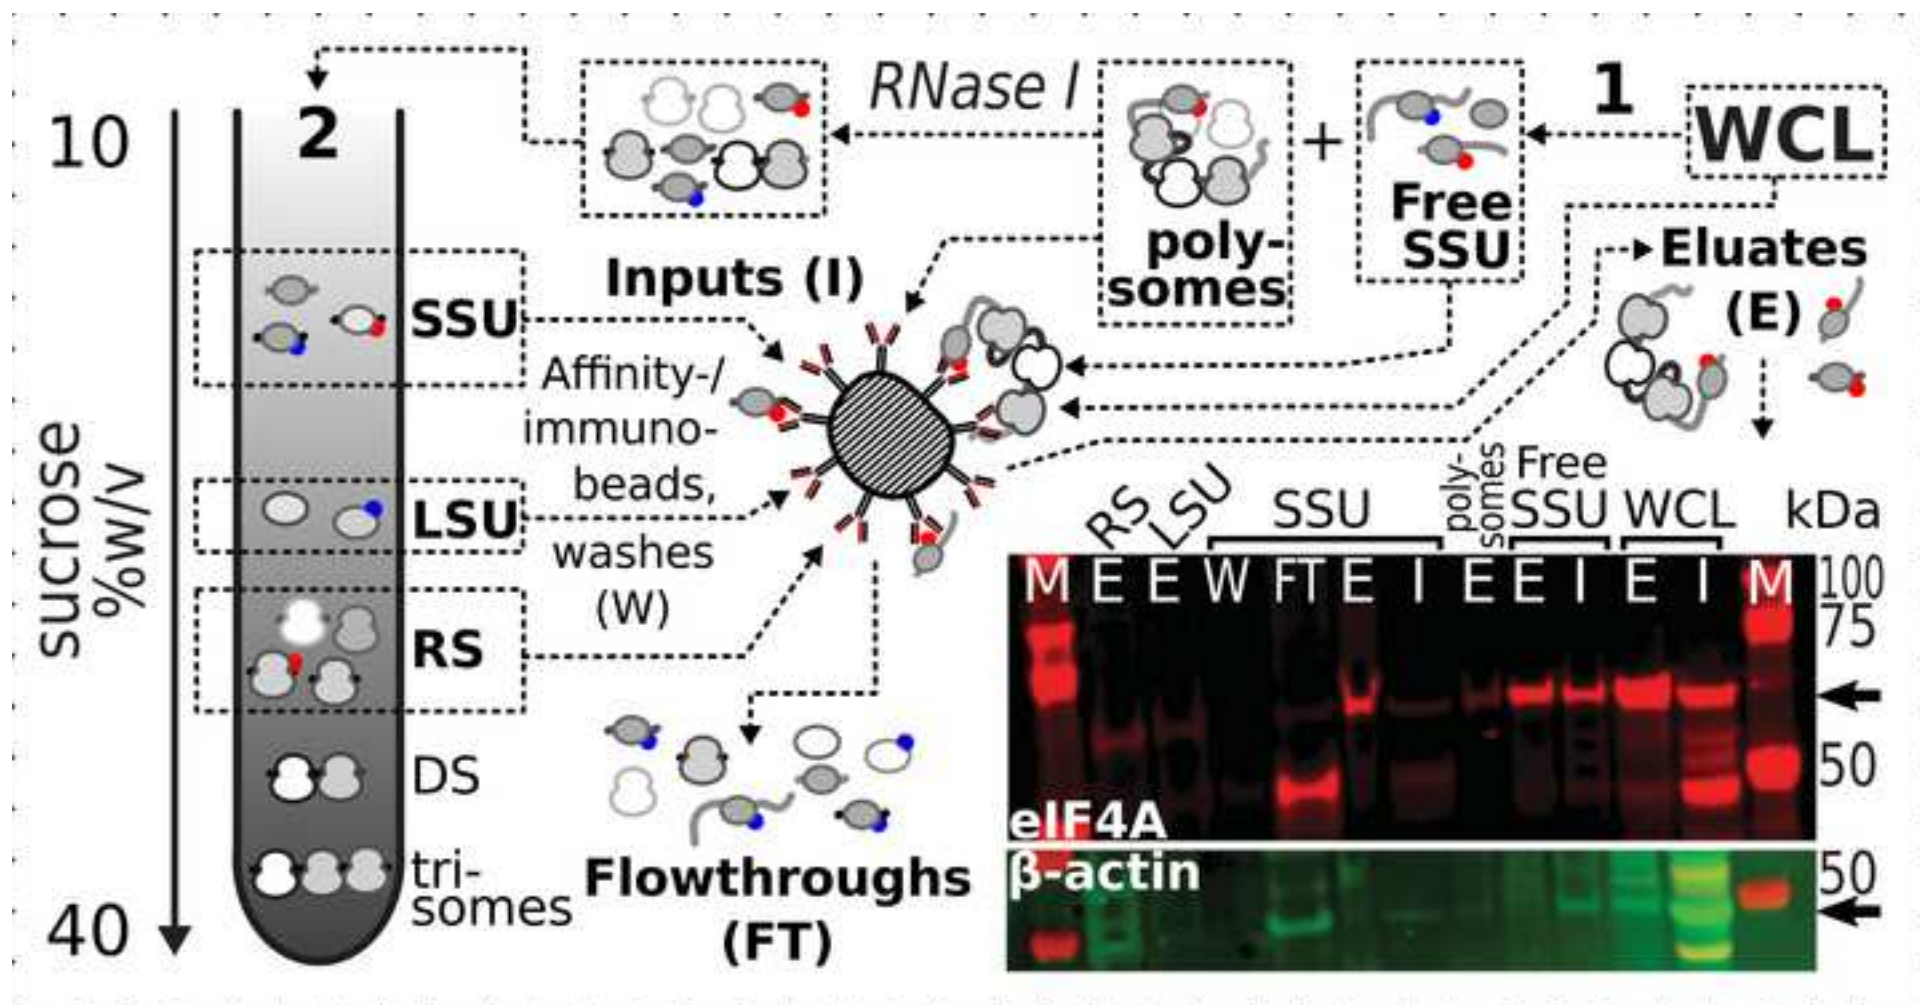 10
sucrose
%w/v
40
2
SSU
LSU
RS
DS
tri-
somes
RNase I
poly-
somes
+
Free
SSU
1
WCL
Inputs (I)
Affinity-/
immuno-
beads,
washes
(W)
Flowthroughs
(FT)
Eluates
(E)
RS
LSU
SSU
poly-
somes
Free
SSU
WCL
kDa
M E E W FT E I E E I E I M
100
75
50
eIF4A
β-actin
50